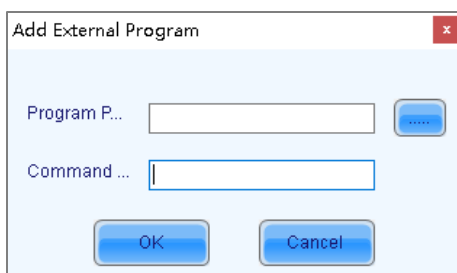 Add External Program
x
Program P...
.....
Command ...
OK Cancel